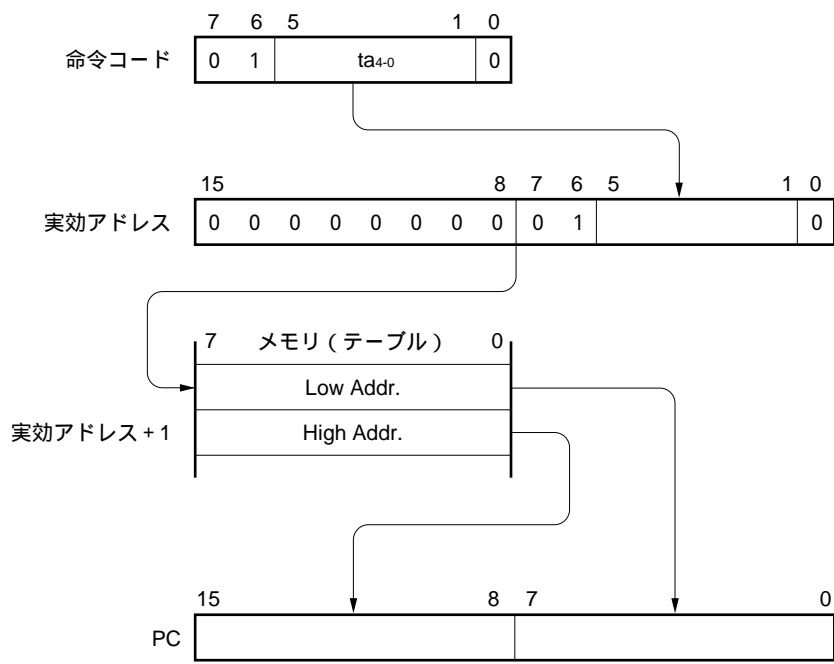 7 6 5 1 0
命令コード 0 1 ta4-0 0
15 8 7 6 5 1 0
実効アドレス 0 0 0 0 0 0 0 0 0 1 0
7 メモリ（テーブル） 0
Low Addr.
実効アドレス+1 High Addr.
15 8 7 0
PC